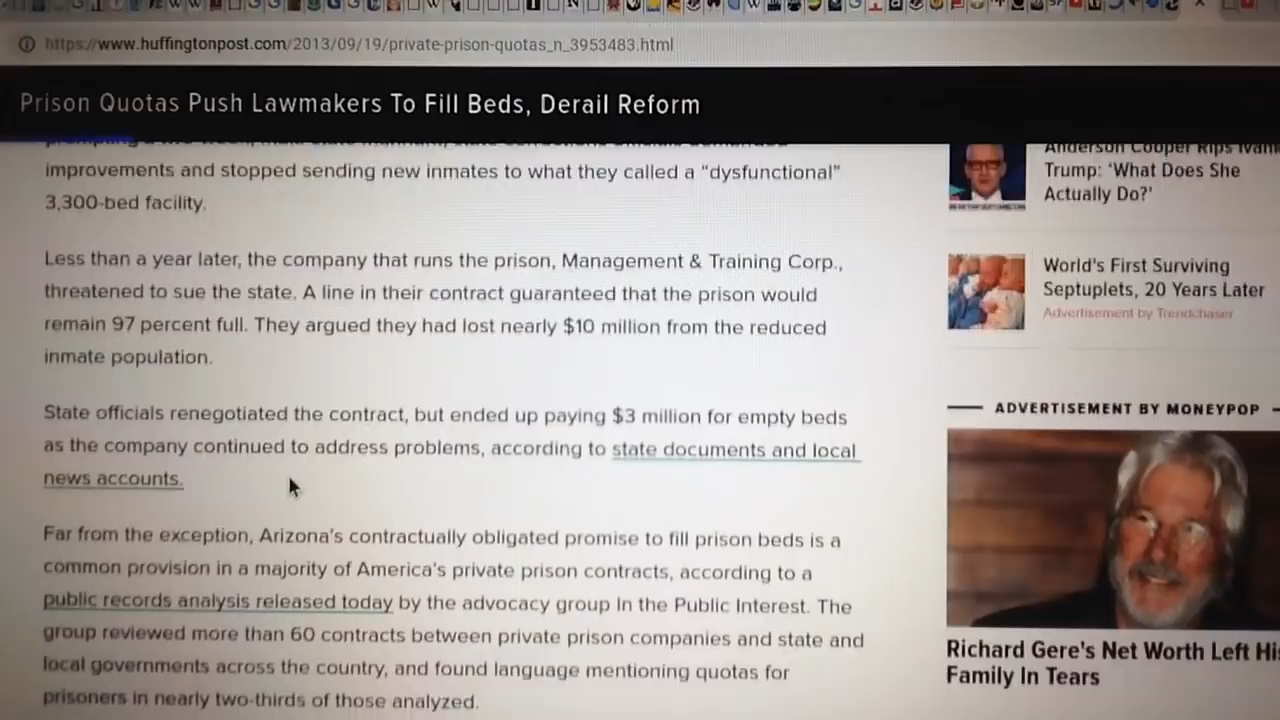 https://www.huffingtonpost.com/2013/09/19/private-prison-quotas_n_3953483.html
Prison Quotas Push Lawmakers To Fill Beds, Derail Reform
improvements and stopped sending new inmates to what they called a “dysfunctional”
3,300-bed facility.
Less than a year later, the company that runs the prison, Management & Training Corp.,
threatened to sue the state. A line in their contract guaranteed that the prison would
remain 97 percent full. They argued they had lost nearly $10 million from the reduced
inmate population.
State officials renegotiated the contract, but ended up paying $3 million for empty beds
as the company continued to address problems, according to state documents and local
news accounts.
Far from the exception, Arizona’s contractually obligated promise to fill prison beds is a
common provision in a majority of America’s private prison contracts, according to a
public records analysis released today by the advocacy group In the Public Interest. The
group reviewed more than 60 contracts between private prison companies and state and
local governments across the country, and found language mentioning quotas for
prisoners in nearly two-thirds of those analyzed.
Anderson Cooper Rips Ivan
Trump: ‘What Does She
Actually Do?’
World's First Surviving
Septuplets, 20 Years Later
Advertisement by Trendchaser
ADVERTISEMENT BY MONEYPOP
Richard Gere's Net Worth Left Hi
Family In Tears